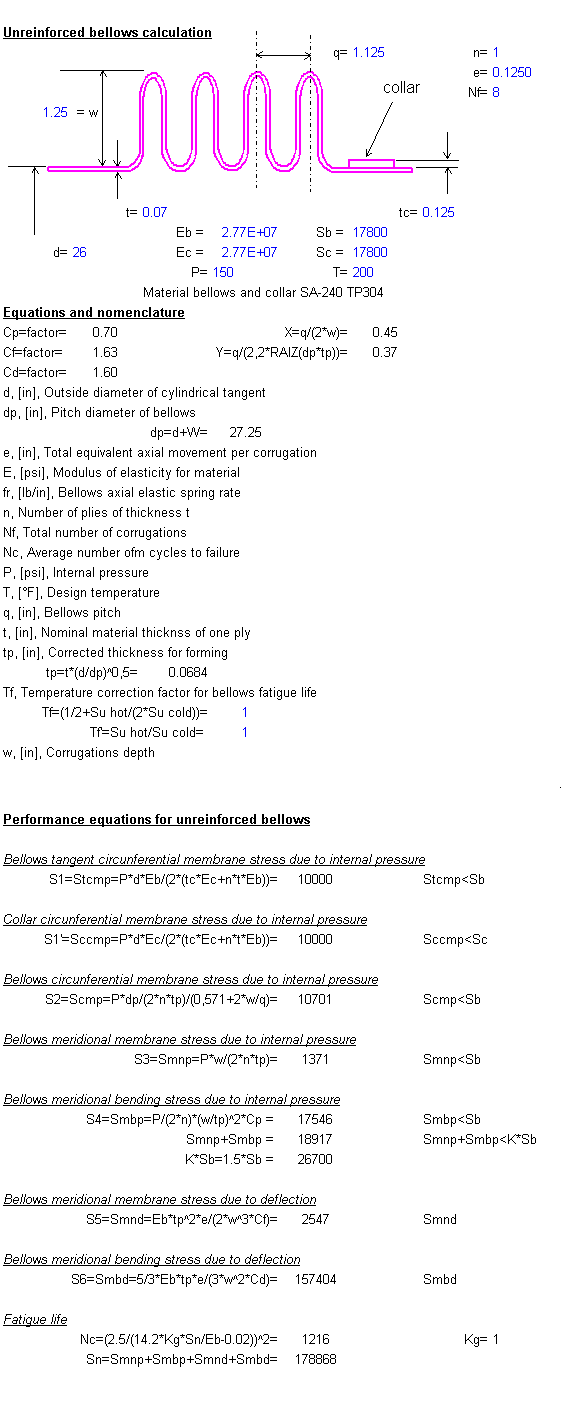 Unreinforced bellows calculation
q= 1.125 n= 1
e= 0.1250
Nf= 8
collar
1.25 = w
t= 0.07 tc= 0.125
Eb = 2.77E+07 Sb = 17800
d= 26 Ec = 2.77E+07 Sc = 17800
P= 150 T= 200
Material bellows and collar SA-240 TP304
Equations and nomenclature
Cp=factor= 0.70 X=q/(2*w)= 0.45
Cf=factor= 1.63 Y=q/(2,2*RAIZ(dp*tp))= 0.37
Cd=factor= 1.60
d, [in], Outside diameter of cylindrical tangent
dp, [in], Pitch diameter of bellows
dp=d+W= 27.25
e, [in], Total equivalent axial movement per corrugation
E, [psi], Modulus of elasticity for material
fr, [lb/in], Bellows axial elastic spring rate
n, Number of plies of thickness t
Nf, Total number of corrugations
Nc, Average number ofm cycles to failure
P, [psi], Internal pressure
T, [°F], Design temperature
q, [in], Bellows pitch
t, [in], Nominal material thicknss of one ply
tp, [in], Corrected thickness for forming
tp=t*(d/dp)^0,5= 0.0684
Tf, Temperature correction factor for bellows fatigue life
Tf=(1/2+Su hot/(2*Su cold))= 1
Tf'=Su hot/Su cold= 1
w, [in], Corrugations depth
Performance equations for unreinforced bellows
Bellows tangent circunferential membrane stress due to internal pressure
S1=Stcmp=P*d*Eb/(2*(tc*Ec+n*t*Eb))= 10000 Stcmp<Sb
Collar circunferential membrane stress due to internal pressure
S1'=Sccmp=P*d*Ec/(2*(tc*Ec+n*t*Eb))= 10000 Sccmp<Sc
Bellows circunferential membrane stress due to internal pressure
S2=Scmp=P*dp/(2*n*tp)/(0,571+2*w/q)= 10701 Scmp<Sb
Bellows meridional membrane stress due to internal pressure
S3=Smnp=P*w/(2*n*tp)= 1371 Smnp<Sb
Bellows meridional bending stress due to internal pressure
S4=Smbp=P/(2*n)*(w/tp)^2*Cp = 17546 Smbp<Sb
Smnp+Smbp = 18917 Smnp+Smbp<K*Sb
K*Sb=1.5*Sb = 26700
Bellows meridional membrane stress due to deflection
S5=Smnd=Eb*tp^2*e/(2*w^3*Cf)= 2547 Smnd
Bellows meridional bending stress due to deflection
S6=Smbd=5/3*Eb*tp*e/(3*w^2*Cd)= 157404 Smbd
Fatigue life
Nc=(2.5/(14.2*Kg*Sn/Eb-0.02))^2= 1216 Kg= 1
Sn=Smnp+Smbp+Smnd+Smbd= 178868